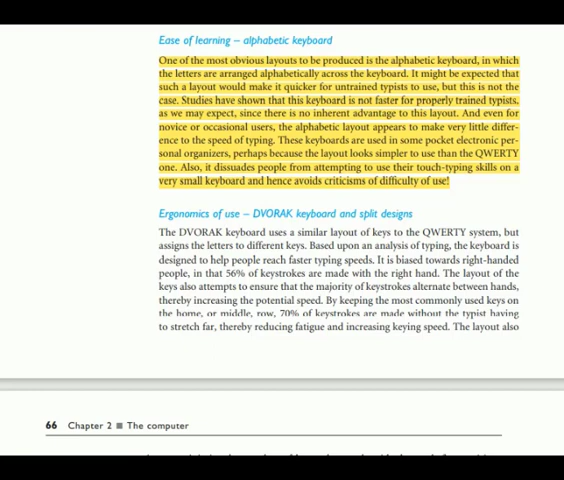 Ease of learning – alphabetic keyboard
One of the most obvious layouts to be produced is the alphabetic keyboard, in which
the letters are arranged alphabetically across the keyboard. It might be expected that
such a layout would make it quicker for untrained typists to use, but this is not the
case. Studies have shown that this keyboard is not faster for properly trained typists,
as we may expect, since there is no inherent advantage to this layout. And even for
novice or occasional users, the alphabetic layout appears to make very little differ-
ence to the speed of typing. These keyboards are used in some pocket electronic per-
sonal organizers, perhaps because the layout looks simpler to use than the QWERTY
one. Also, it dissuades people from attempting to use their touch-typing skills on a
very small keyboard and hence avoids criticisms of difficulty of use!
Ergonomics of use – DVORAK keyboard and split designs
The DVORAK keyboard uses a similar layout of keys to the QWERTY system, but
assigns the letters to different keys. Based upon an analysis of typing, the keyboard is
designed to help people reach faster typing speeds. It is biased towards right-handed
people, in that 56% of keystrokes are made with the right hand. The layout of the
keys also attempts to ensure that the majority of keystrokes alternate between hands,
thereby increasing the potential speed. By keeping the most commonly used keys on
the home, or middle, row, 70% of keystrokes are made without the typist having
to stretch far, thereby reducing fatigue and increasing keying speed. The layout also
66 Chapter 2 ■ The computer